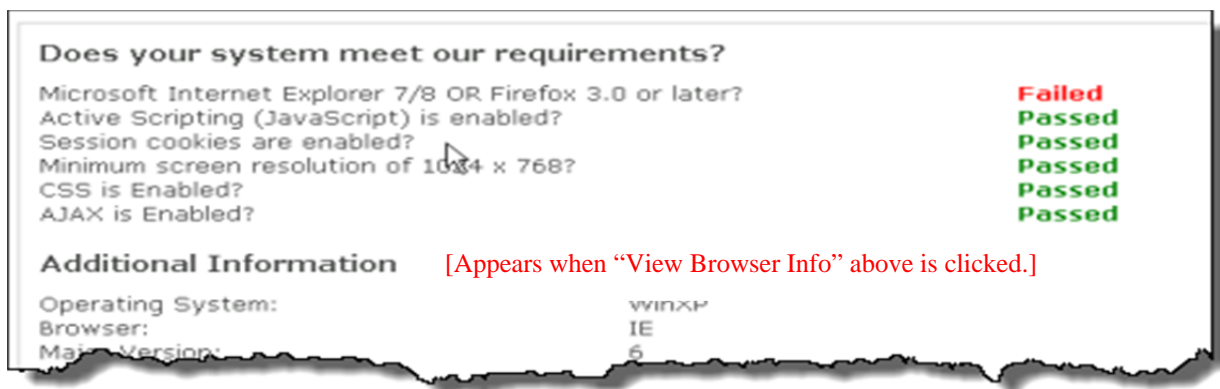 Does your system meet our requirements?
Microsoft Internet Explorer 7/8 OR Firefox 3.0 or later? Failed
Active Scripting (JavaScript) is enabled? Passed
Session cookies are enabled? Passed
Minimum screen resolution of 1024 x 768? Passed
CSS is Enabled? Passed
AJAX is Enabled? Passed
Additional Information [Appears when “View Browser Info” above is clicked.]
Operating System: WinXP
Browser: IE
Major Version: 6